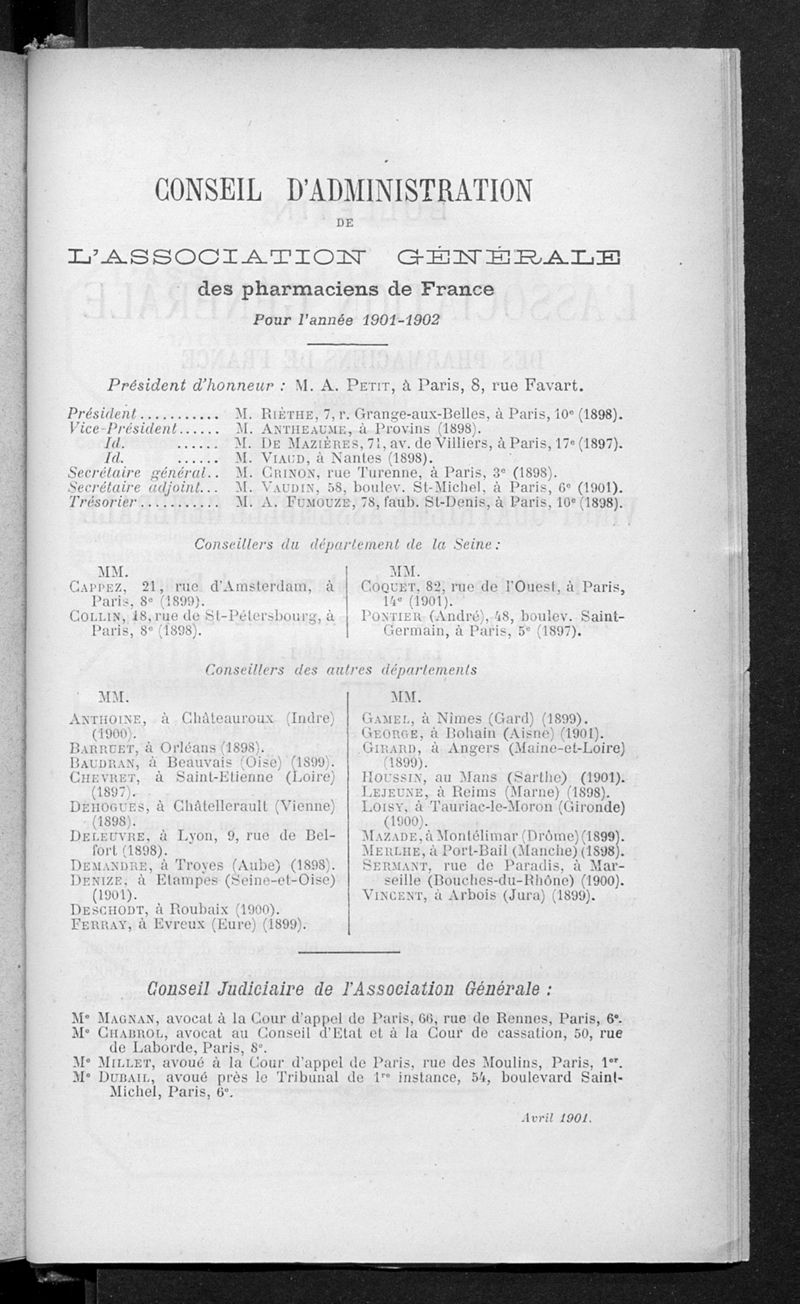 CONSEIL D'ADMINISTRATION
DE
L'ASSOCIATION GÉNÉRALE
des pharmaciens de France
Pour l'année 1901-1902
Président d'honneur : M. A. PETIT, à Paris, 8, rue Favart.
Président........... M. RIÈTHE, 7, r. Grange-aux-Belles, à Paris, 10e (1898).
Vice-Président...... M. ANTHEAUME, à Provins (1898).
Id. ...... M. DE MAZIÈRES, 71, av. de Villiers, à Paris, 17e (1897).
Id. ...... M. VIAUD, à Nantes (1898).
Secrétaire général.. M. CRINON, rue Turenne, à Paris, 3e (1898).
Secrétaire adjoint... M. VAUDIN, 58, boulev. St-Michel, à Paris, 6e (1901).
Trésorier........... M. A. FUMOUZE, 78, faub. St-Denis, à Paris, 10e (1898).
Conseillers du département de la Seine :
MM.
CAPPEZ, 21, rue d'Amsterdam, à
Paris, 8e (1899).
COLLIN, 18, rue de St-Pétersbourg, à
Paris, 8e (1898).
MM.
COQUET, 82, rue de l'Ouest, à Paris,
14e (1901).
PONTIER (André), 48, boulev. Saint-
Germain, à Paris, 5e (1897).
Conseillers des autres départements
MM.
ANTHOINE, à Châteauroux (Indre)
(1900).
BARRUET, à Orléans (1898).
BAUDRAN, à Beauvais (Oise) (1899).
CHEVRET, à Saint-Etienne (Loire)
(1897).
DEHOGUES, à Châtellerault (Vienne)
(1898).
DELEUVRE, à Lyon, 9, rue de Bel-
fort (1898).
DEMANDRE, à Troyes (Aube) (1898).
DENIZE, à Etampes (Seine-et-Oise)
(1901).
DESCHODT, à Roubaix (1900).
FERRAY, à Evreux (Eure) (1899).
MM.
GAMEL, à Nîmes (Gard) (1899).
GEORGE, à Bohain (Aisne) (1901).
GIRARD, à Angers (Maine-et-Loire)
(1899).
HOUSSIN, au Mans (Sarthe) (1901).
LEJEUNE, à Reims (Marne) (1898).
LOISY, à Tauriac-le-Moron (Gironde)
(1900).
MAZADE, à Montélimar (Drôme) (1899).
MERLHE, à Port-Bail (Manche) (1898).
SERMANT, rue de Paradis, à Mar-
seille (Bouches-du-Rhône) (1900).
VINCENT, à Arbois (Jura) (1899).
Conseil Judiciaire de l'Association Générale :
Me MAGNAN, avocat à la Cour d'appel de Paris, 66, rue de Rennes, Paris, 6e.
Me CHABROL, avocat au Conseil d'Etat et à la Cour de cassation, 50, rue
de Laborde, Paris, 8e.
Me MILLET, avoué à la Cour d'appel de Paris, rue des Moulins, Paris, 1er.
Me DUBAIL, avoué près le Tribunal de 1re instance, 54, boulevard Saint-
Michel, Paris, 6e.
Avril 1901.